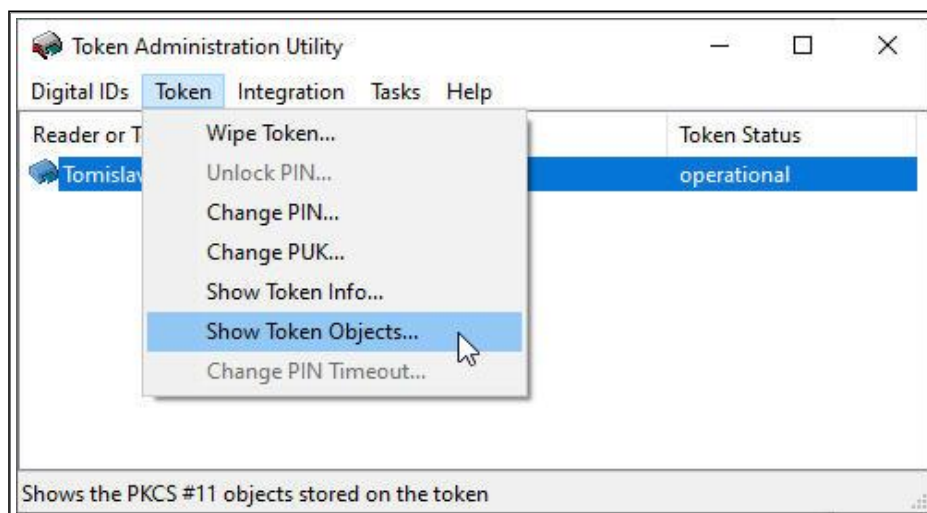 Token Administration Utility
Digital IDs Token Integration Tasks Help
Reader or T Token Status
Tomislav operational
Wipe Token...
Unlock PIN...
Change PIN...
Change PUK...
Show Token Info...
Show Token Objects...
Change PIN Timeout...
Shows the PKCS #11 objects stored on the token